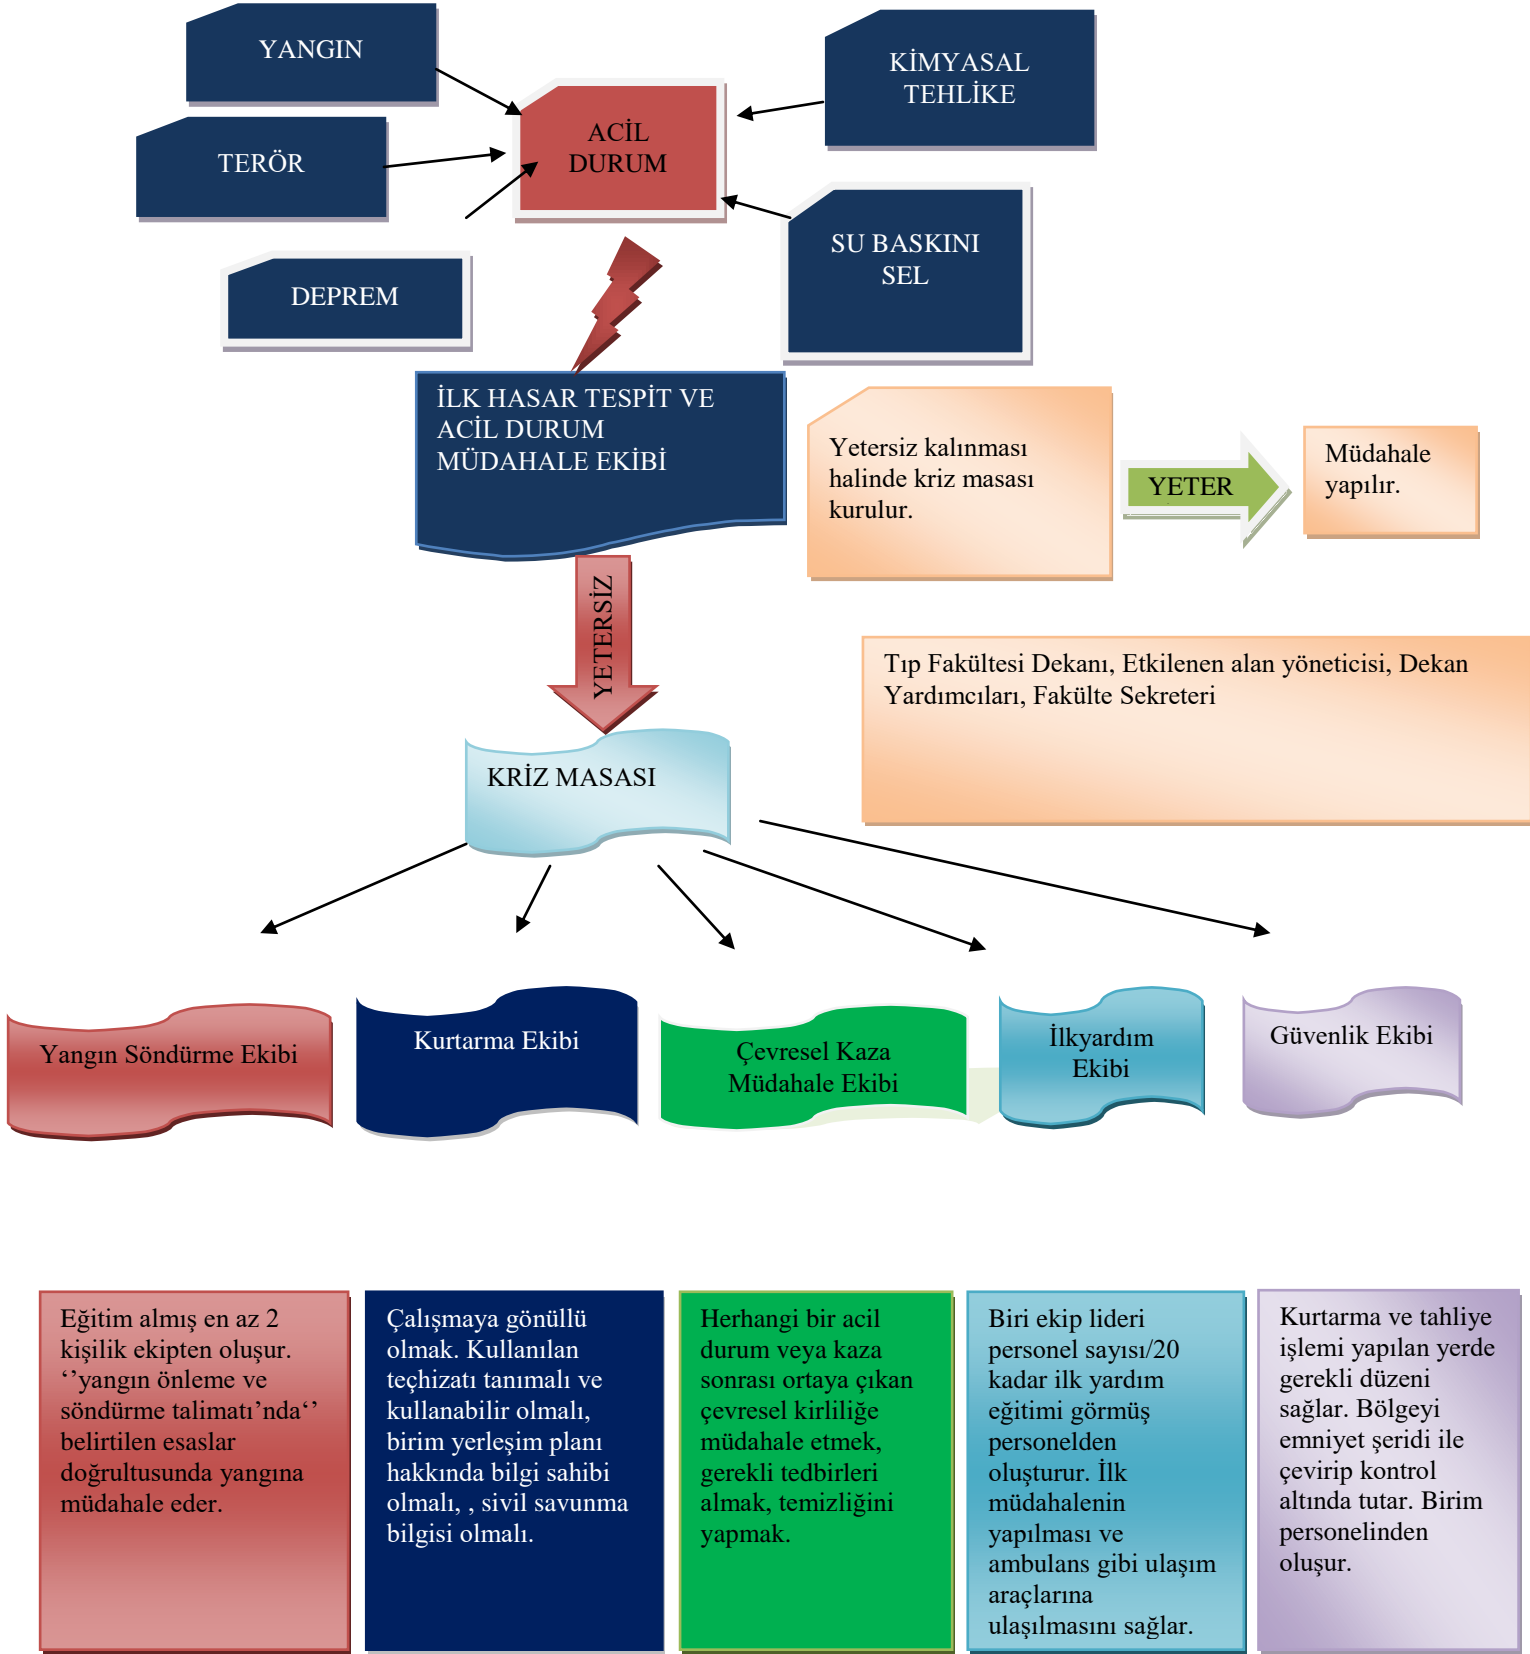 YANGIN
KİMYASAL
TEHLİKE
ACİL
DURUM
TERÖR
SU BASKINI
SEL
DEPREM
İLK HASAR TESPİT VE
ACİL DURUM
MÜDAHALE EKİBİ
Yetersiz kalınması
halinde kriz masası
kurulur.
YETER
Müdahale
yapılır.
YETERSİZ
Tıp Fakültesi Dekanı, Etkilenen alan yöneticisi, Dekan
Yardımcıları, Fakülte Sekreteri
KRİZ MASASI
Yangın Söndürme Ekibi
Kurtarma Ekibi
Çevresel Kaza
Müdahale Ekibi
İlkyardım
Ekibi
Güvenlik Ekibi
Eğitim almış en az 2
kişilik ekipten oluşur.
‘’yangın önleme ve
söndürme talimatı’nda‘’
belirtilen esaslar
doğrultusunda yangına
müdahale eder.
Çalışmaya gönüllü
olmak. Kullanılan
teçhizatı tanımalı ve
kullanabilir olmalı,
birim yerleşim planı
hakkında bilgi sahibi
olmalı, , sivil savunma
bilgisi olmalı.
Herhangi bir acil
durum veya kaza
sonrası ortaya çıkan
çevresel kirliliğe
müdahale etmek,
gerekli tedbirleri
almak, temizliğini
yapmak.
Biri ekip lideri
personel sayısı/20
kadar ilk yardım
eğitimi görmüş
personelden
oluşturur. İlk
müdahalenin
yapılması ve
ambulans gibi ulaşım
araçlarına
ulaşılmasını sağlar.
Kurtarma ve tahliye
işlemi yapılan yerde
gerekli düzeni
sağlar. Bölgeyi
emniyet şeridi ile
çevirip kontrol
altında tutar. Birim
personelinden
oluşur.